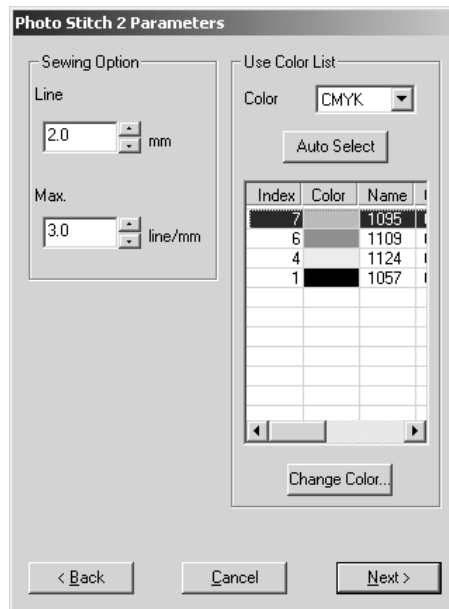 Photo Stitch 2 Parameters
Sewing Option
Line
2.0 mm
Max.
3.0 line/mm
Use Color List
Color CMYK
Auto Select
Index Color Name
7 1095
6 1109
4 1124
1 1057
Change Color...
< Back Cancel Next >